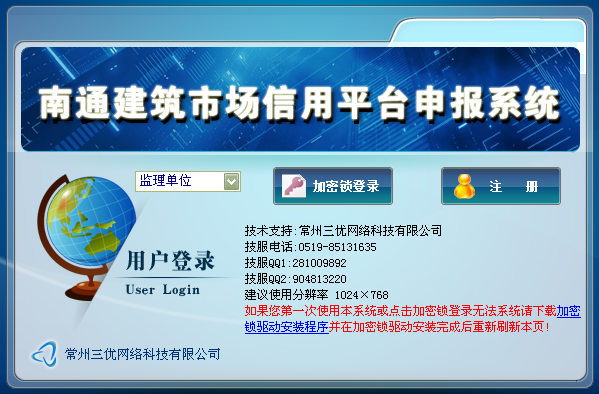 南通建筑市场信用平台申报系统
监理单位
加密锁登录
注 册
用户登录
User Login
技术支持:常州三优网络科技有限公司
技服电话:0519-85131635
技服QQ1:281009892
技服QQ2:904813220
建议使用分辨率 1024×768
如果您第一次使用本系统或点击加密锁登录无法系统请下载加密
锁驱动安装程序并在加密锁驱动安装完成后重新刷新本页!
常州三优网络科技有限公司